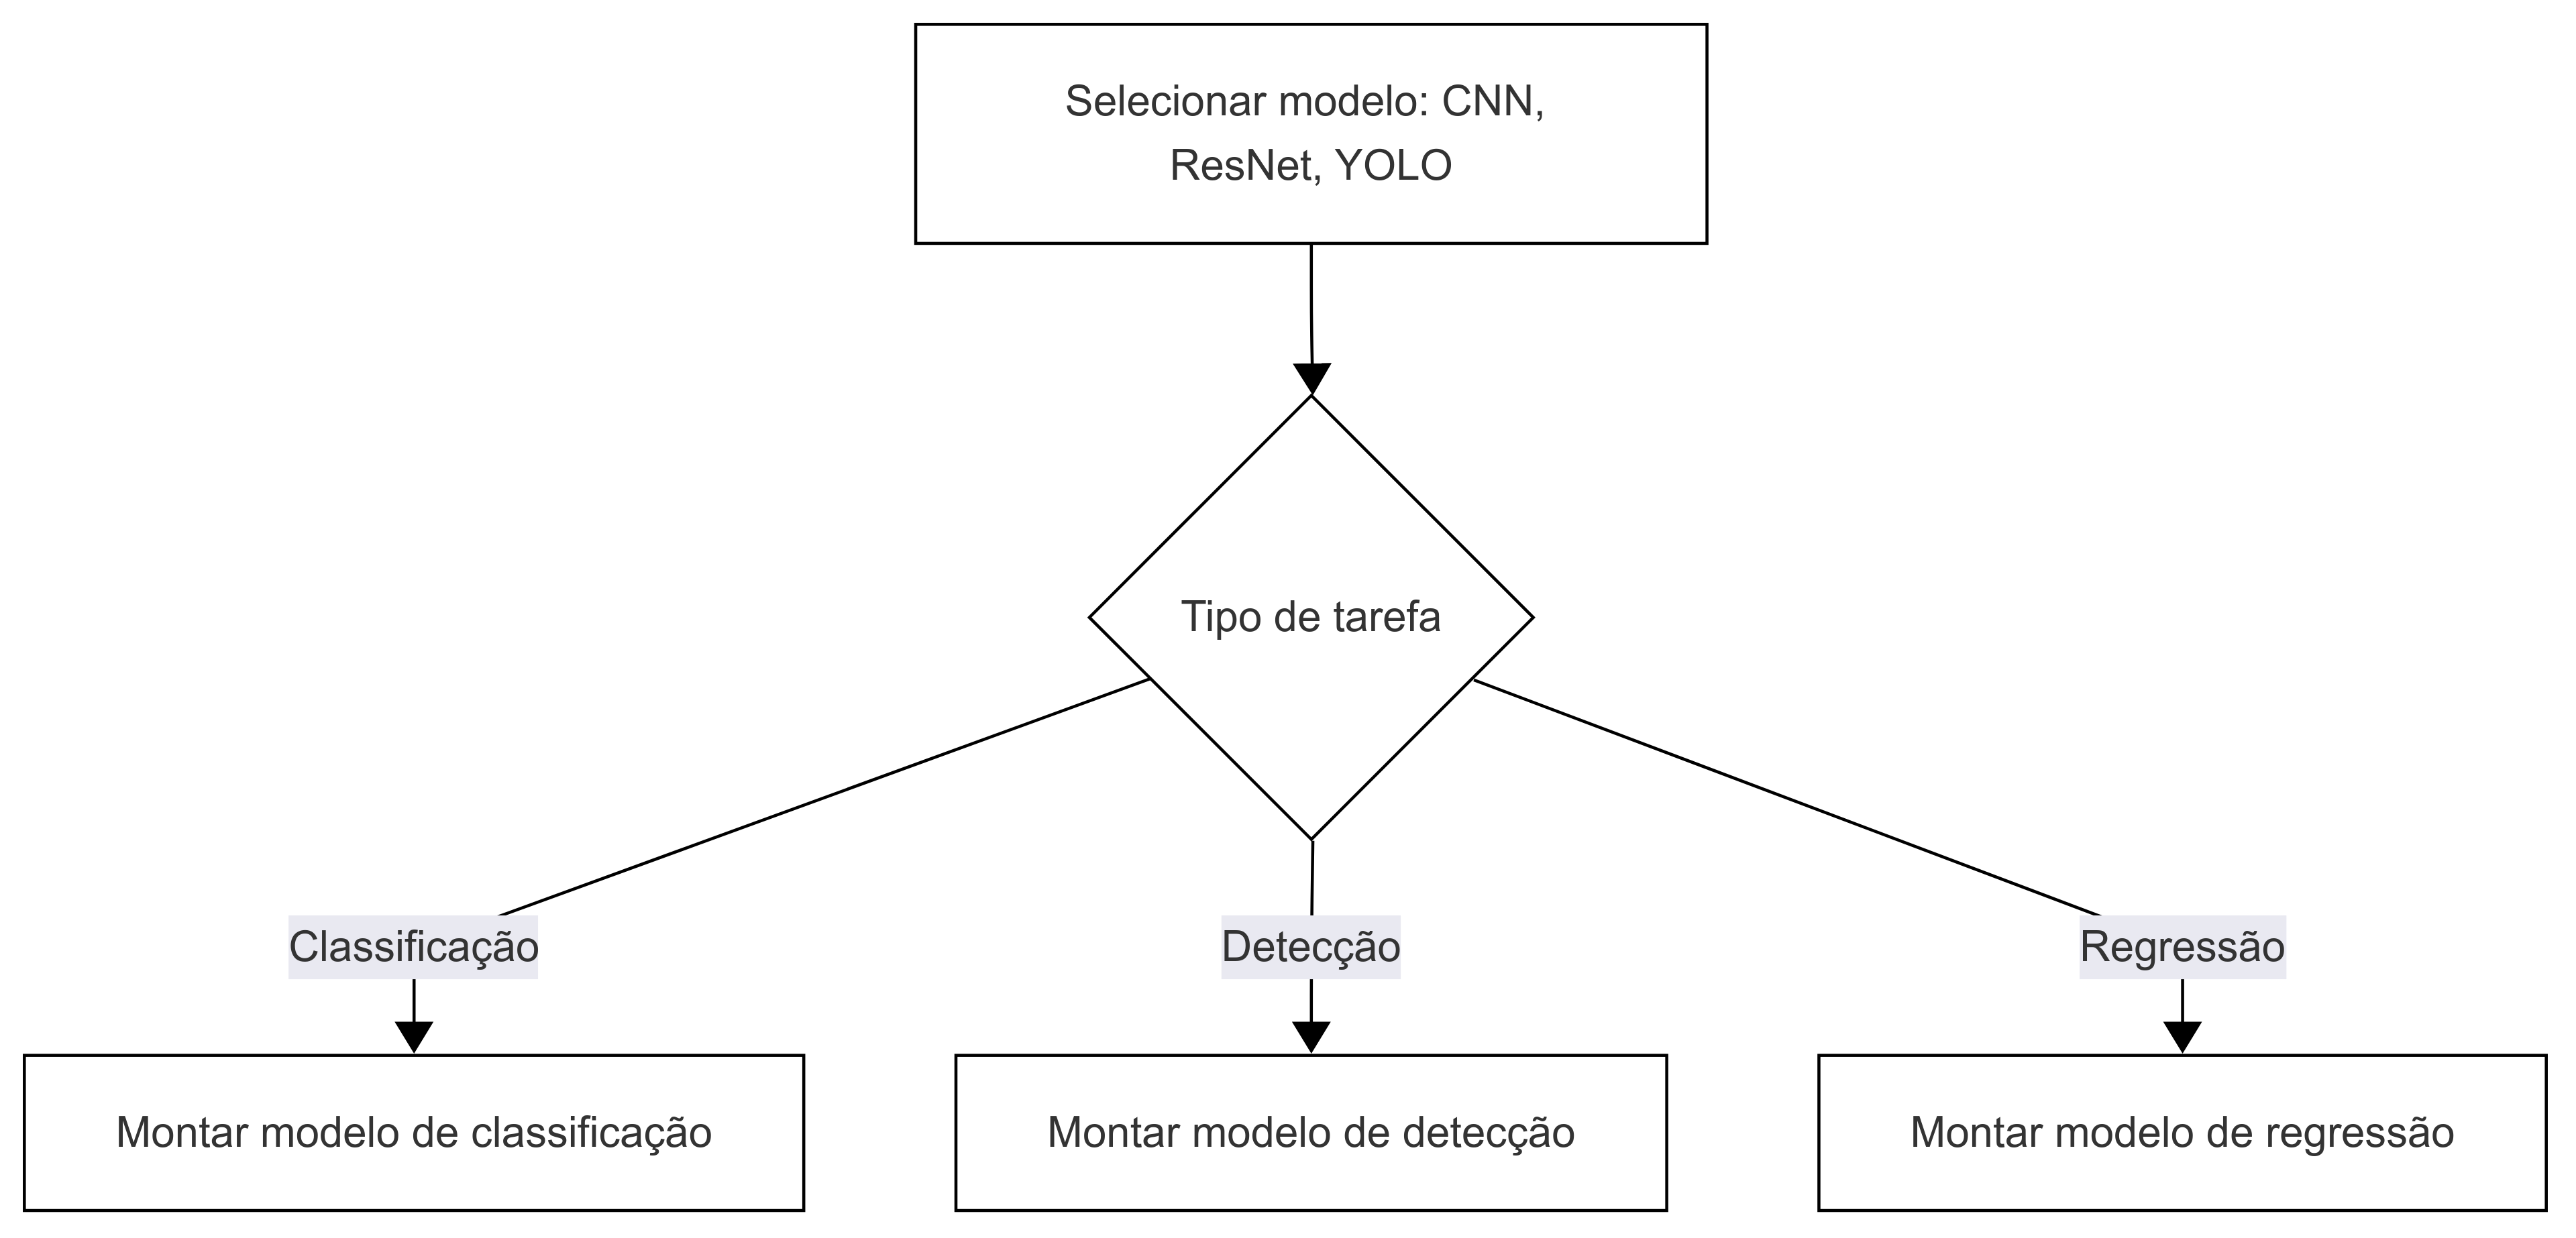 Selecionar modelo: CNN,
ResNet, YOLO
Tipo de tarefa
Classificação
Detecção
Regressão
Montar modelo de classificação
Montar modelo de detecção
Montar modelo de regressão